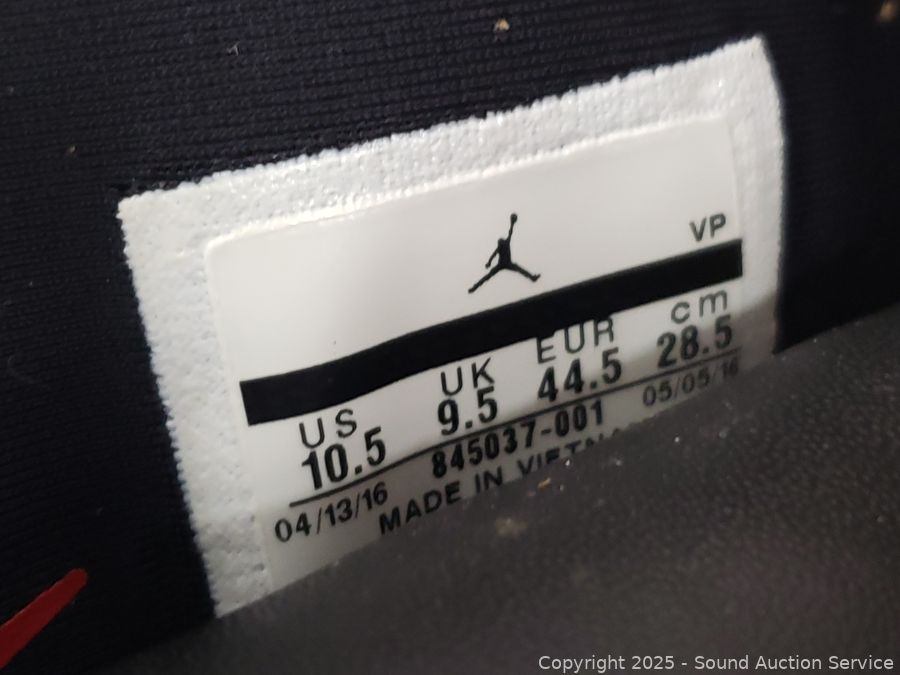 VP
US UK EUR cm
10.5 9.5 44.5 28.5
04/13/16 845037-001 05/05/16
MADE IN
Copyright 2025 - Sound Auction Service